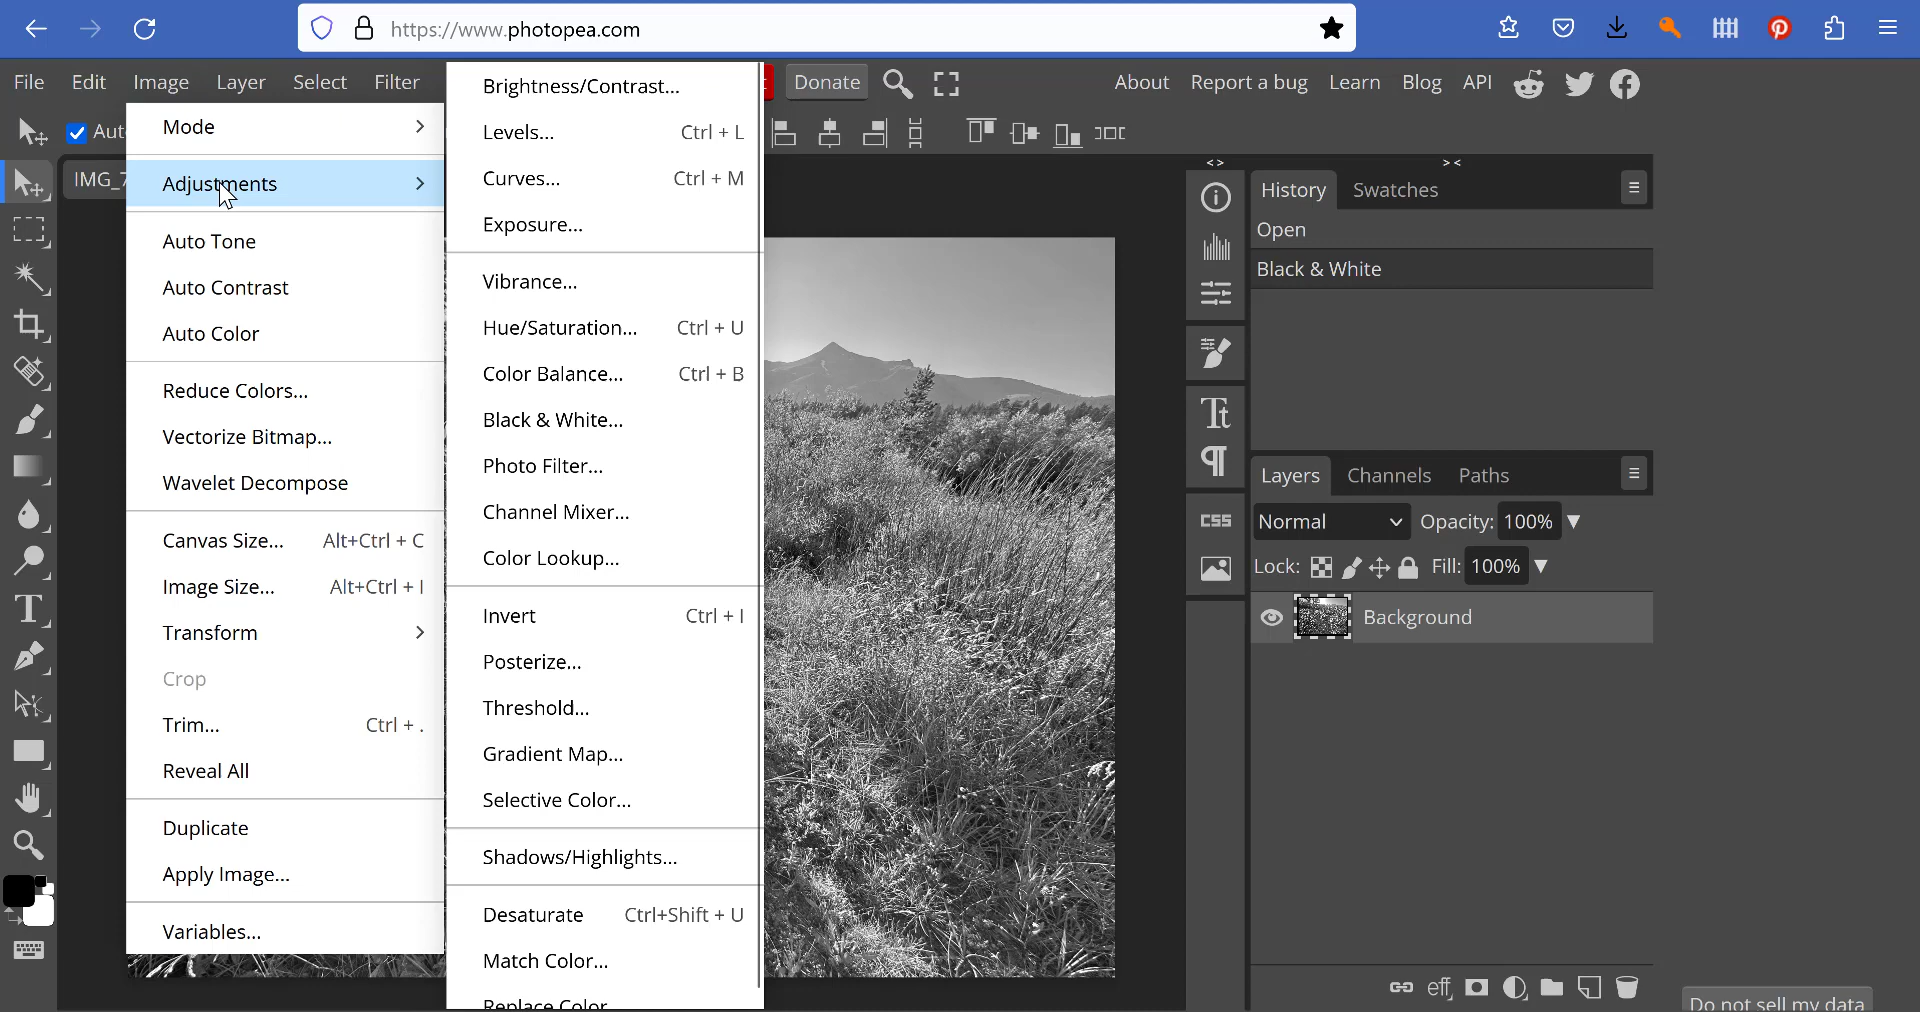 https://www.photopea.com
File Edit Image Layer Select Filter Donate About Report a bug Learn Blog API
IMG_7
Mode
Adjustments
Auto Tone
Auto Contrast
Auto Color
Reduce Colors...
Vectorize Bitmap...
Wavelet Decompose
Canvas Size... Alt+Ctrl + C
Image Size... Alt+Ctrl + I
Transform
Crop
Trim... Ctrl + .
Reveal All
Duplicate
Apply Image...
Variables...
Brightness/Contrast...
Levels... Ctrl + L
Curves... Ctrl + M
Exposure...
Vibrance...
Hue/Saturation... Ctrl + U
Color Balance... Ctrl + B
Black & White...
Photo Filter...
Channel Mixer...
Color Lookup...
Invert Ctrl + I
Posterize...
Threshold...
Gradient Map...
Selective Color...
Shadows/Highlights...
Desaturate Ctrl+Shift + U
Match Color...
Replace Color
< > > <
History Swatches
Open
Black & White
CSS
Layers Channels Paths
Normal Opacity: 100%
Lock: Fill: 100%
Background
eff
Do not sell my data